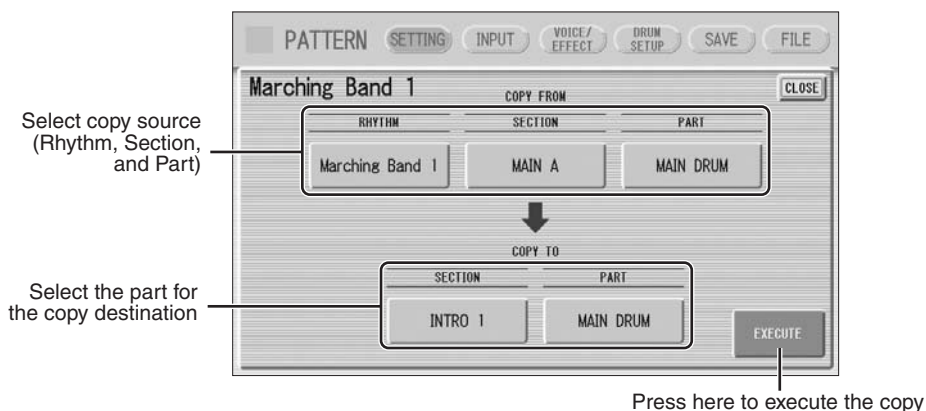 PATTERN SETTING INPUT VOICE/ EFFECT DRUM SETUP SAVE FILE
Marching Band 1 CLOSE
COPY FROM
RHYTHM SECTION PART
Select copy source
(Rhythm, Section,
and Part)
Marching Band 1 MAIN A MAIN DRUM
COPY TO
SECTION PART
Select the part for
the copy destination
INTRO 1 MAIN DRUM
EXECUTE
Press here to execute the copy